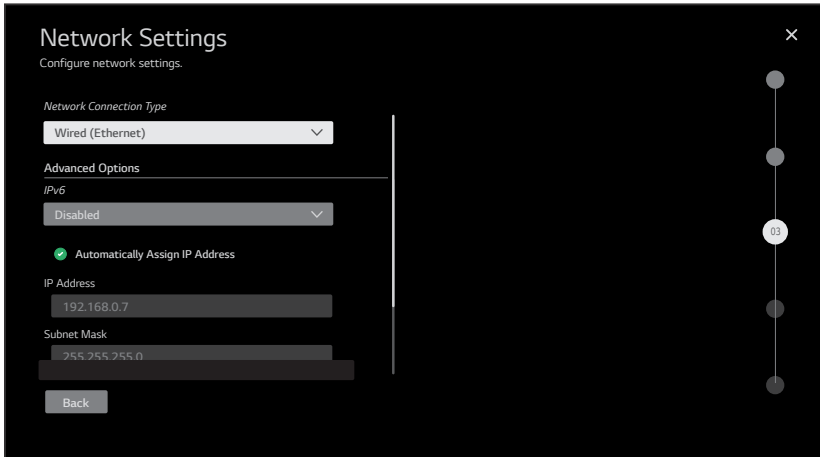 Network Settings
Configure network settings.
Network Connection Type
Wired (Ethernet)
Advanced Options
IPv6
Disabled
Automatically Assign IP Address
IP Address
192.168.0.7
Subnet Mask
255.255.255.0
Back
03